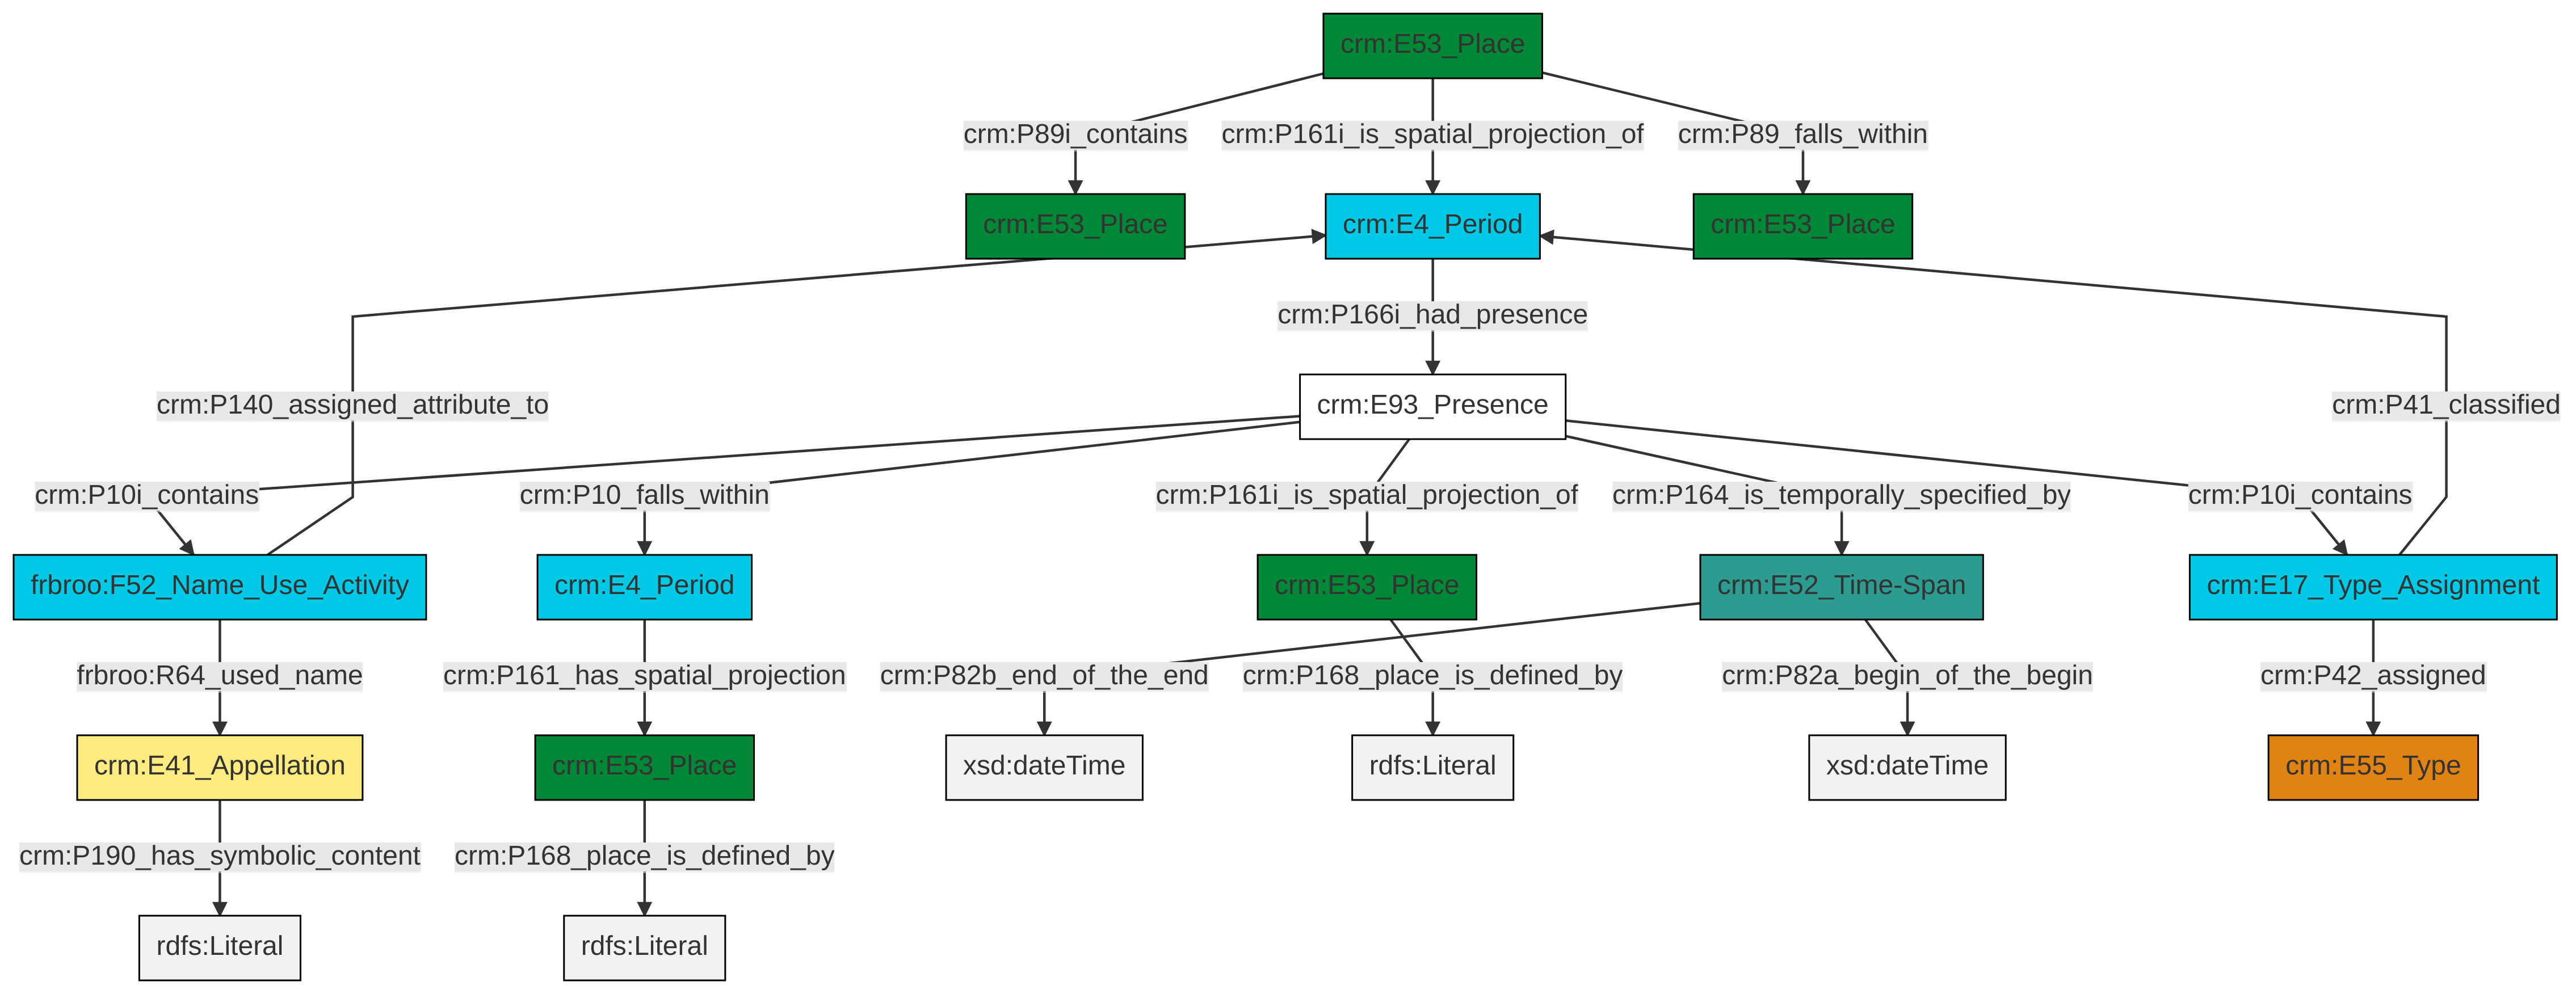 crm:E53_Place
crm:P89i_contains
crm:P161i_is_spatial_projection_of
crm:P89_falls_within
crm:E53_Place
crm:E4_Period
crm:E53_Place
crm:P166i_had_presence
crm:P140_assigned_attribute_to
crm:E93_Presence
crm:P41_classified
crm:P10i_contains
crm:P10_falls_within
crm:P161i_is_spatial_projection_of
crm:P164_is_temporally_specified_by
crm:P10i_contains
frbroo:F52_Name_Use_Activity
crm:E4_Period
crm:E53_Place
crm:E52_Time-Span
crm:E17_Type_Assignment
frbroo:R64_used_name
crm:P161_has_spatial_projection
crm:P82b_end_of_the_end
crm:P168_place_is_defined_by
crm:P82a_begin_of_the_begin
crm:P42_assigned
crm:E41_Appellation
crm:E53_Place
xsd:dateTime
rdfs:Literal
xsd:dateTime
crm:E55_Type
crm:P190_has_symbolic_content
crm:P168_place_is_defined_by
rdfs:Literal
rdfs:Literal